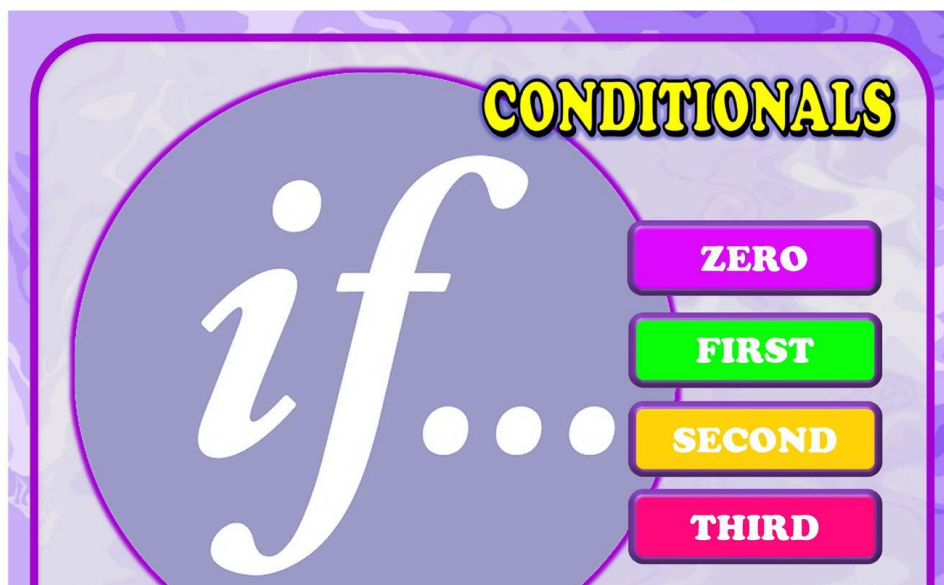 CONDITIONALS
if...
ZERO
FIRST
SECOND
THIRD